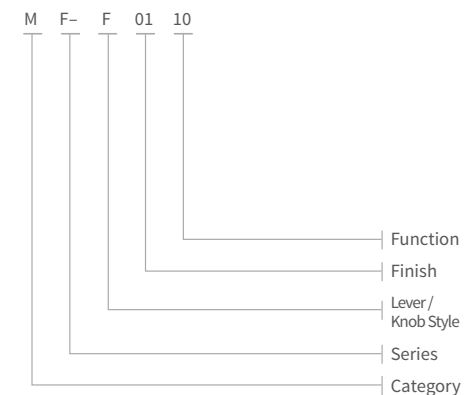 M F– F 01 10
Function
Finish
Lever /
Knob Style
Series
Category